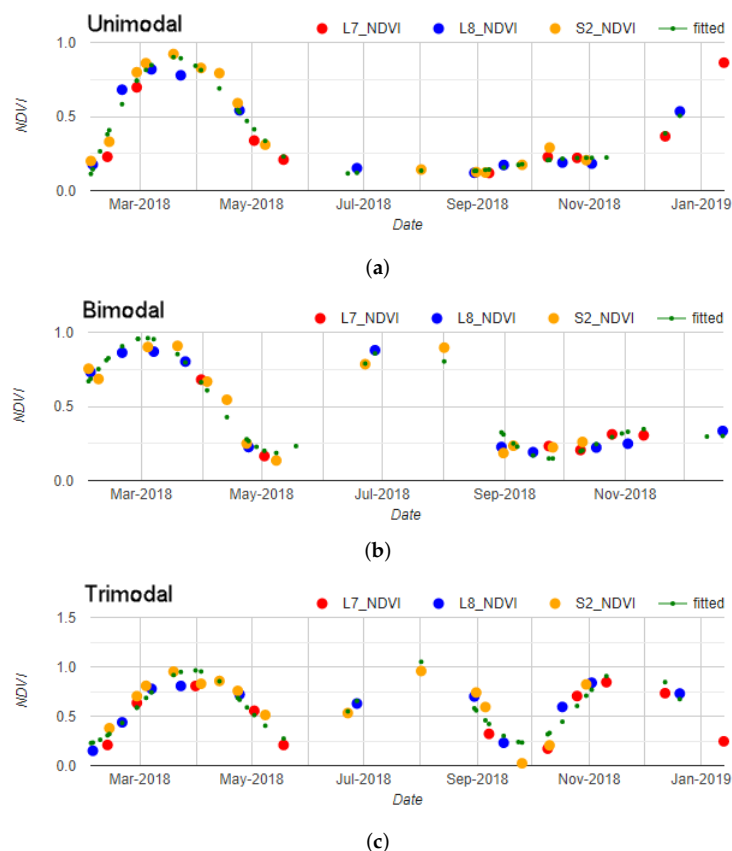 Unimodal
L7_NDVI L8_NDVI S2_NDVI fitted
1.0
0.5
0.0
NDVI
Mar-2018 May-2018 Jul-2018 Sep-2018 Nov-2018 Jan-2019
Date
(a)
Bimodal
L7_NDVI L8_NDVI S2_NDVI fitted
1.0
0.5
0.0
NDVI
Mar-2018 May-2018 Jul-2018 Sep-2018 Nov-2018
Date
(b)
Trimodal
L7_NDVI L8_NDVI S2_NDVI fitted
1.5
1.0
0.5
0.0
NDVI
Mar-2018 May-2018 Jul-2018 Sep-2018 Nov-2018 Jan-2019
Date
(c)